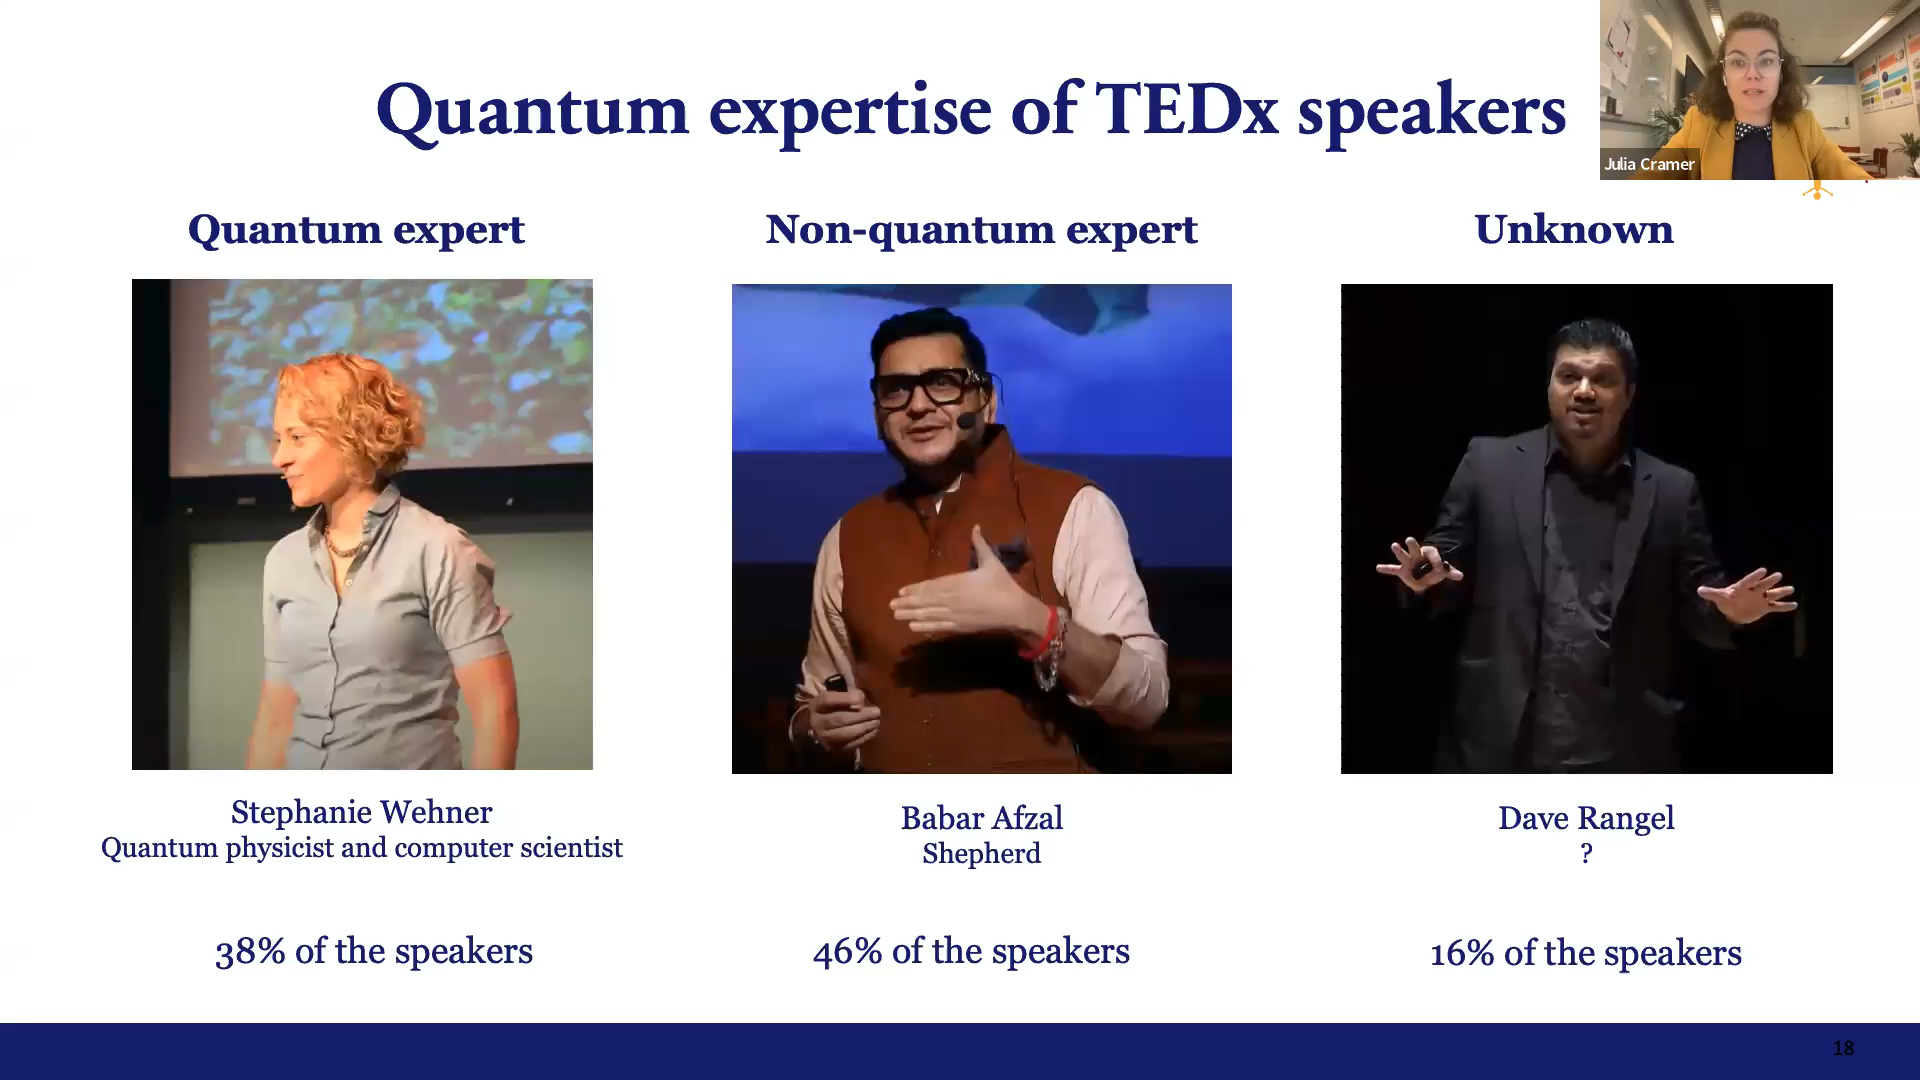 Quantum expertise of TEDx speakers
Julia Cramer
Quantum expert
Non-quantum expert
Unknown
Stephanie Wehner
Quantum physicist and computer scientist
Babar Afzal
Shepherd
Dave Rangel
?
38% of the speakers
46% of the speakers
16% of the speakers
18